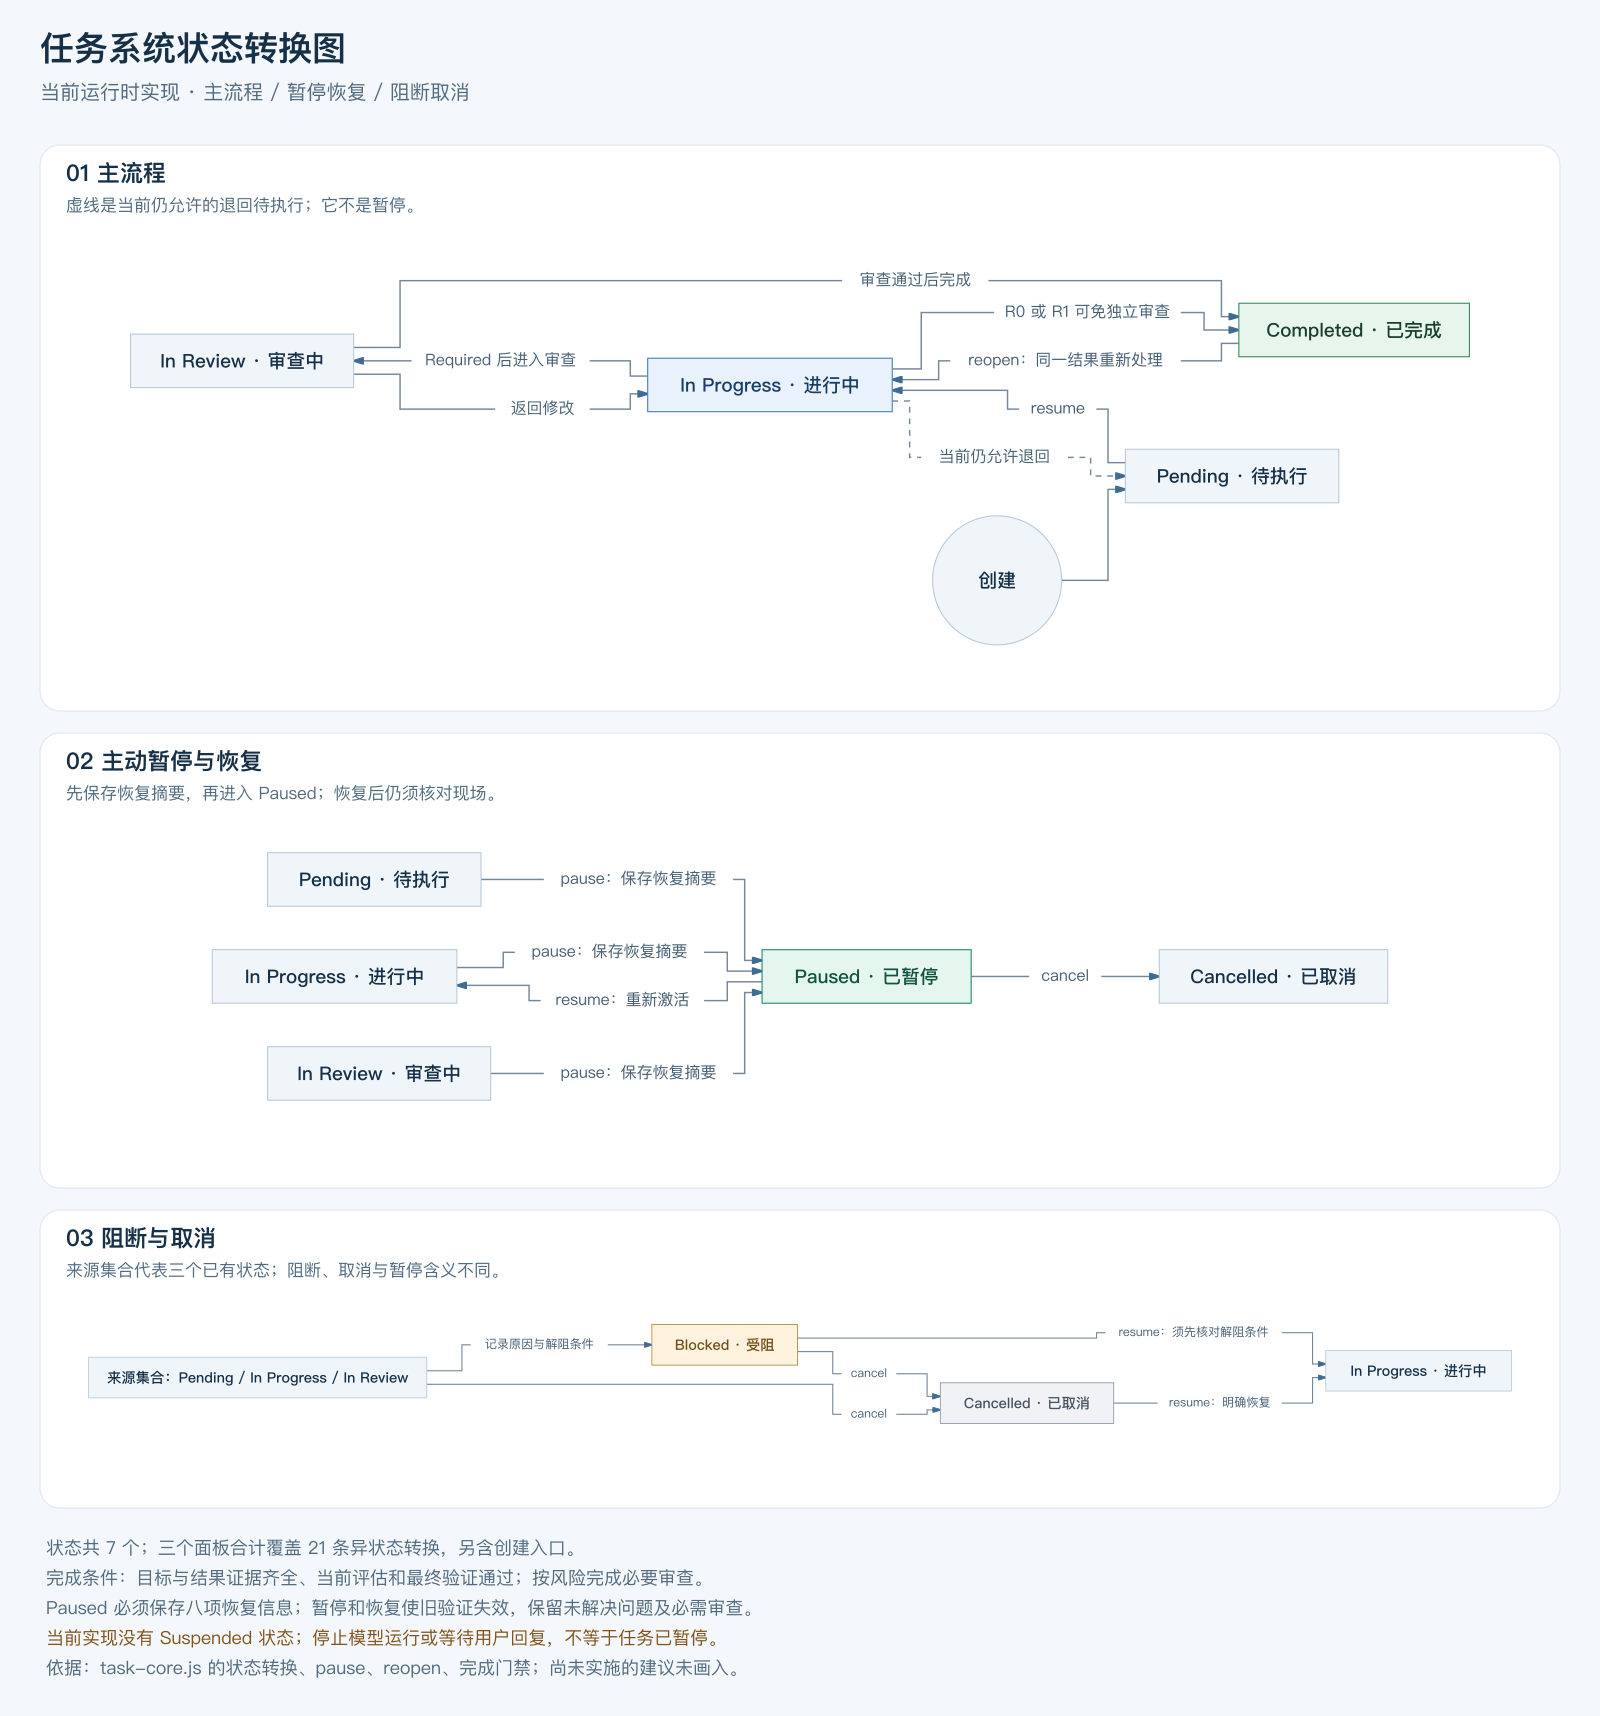 任务系统状态转换图
当前运行时实现 · 主流程 / 暂停恢复 / 阻断取消
01 主流程
虚线是当前仍允许的退回待执行；它不是暂停。
审查通过后完成
R0 或 R1 可免独立审查
Completed · 已完成
In Review · 审查中
Required 后进入审查
reopen：同一结果重新处理
In Progress · 进行中
返回修改
resume
当前仍允许退回
Pending · 待执行
创建
02 主动暂停与恢复
先保存恢复摘要，再进入 Paused；恢复后仍须核对现场。
Pending · 待执行
pause：保存恢复摘要
pause：保存恢复摘要
In Progress · 进行中
Paused · 已暂停
cancel
Cancelled · 已取消
resume：重新激活
In Review · 审查中
pause：保存恢复摘要
03 阻断与取消
来源集合代表三个已有状态；阻断、取消与暂停含义不同。
记录原因与解阻条件
Blocked · 受阻
resume：须先核对解阻条件
来源集合：Pending / In Progress / In Review
cancel
In Progress · 进行中
Cancelled · 已取消
resume：明确恢复
cancel
状态共 7 个；三个面板合计覆盖 21 条异状态转换，另含创建入口。
完成条件：目标与结果证据齐全、当前评估和最终验证通过；按风险完成必要审查。
Paused 必须保存八项恢复信息；暂停和恢复使旧验证失效，保留未解决问题及必需审查。
当前实现没有 Suspended 状态；停止模型运行或等待用户回复，不等于任务已暂停。
依据：task-core.js 的状态转换、pause、reopen、完成门禁；尚未实施的建议未画入。